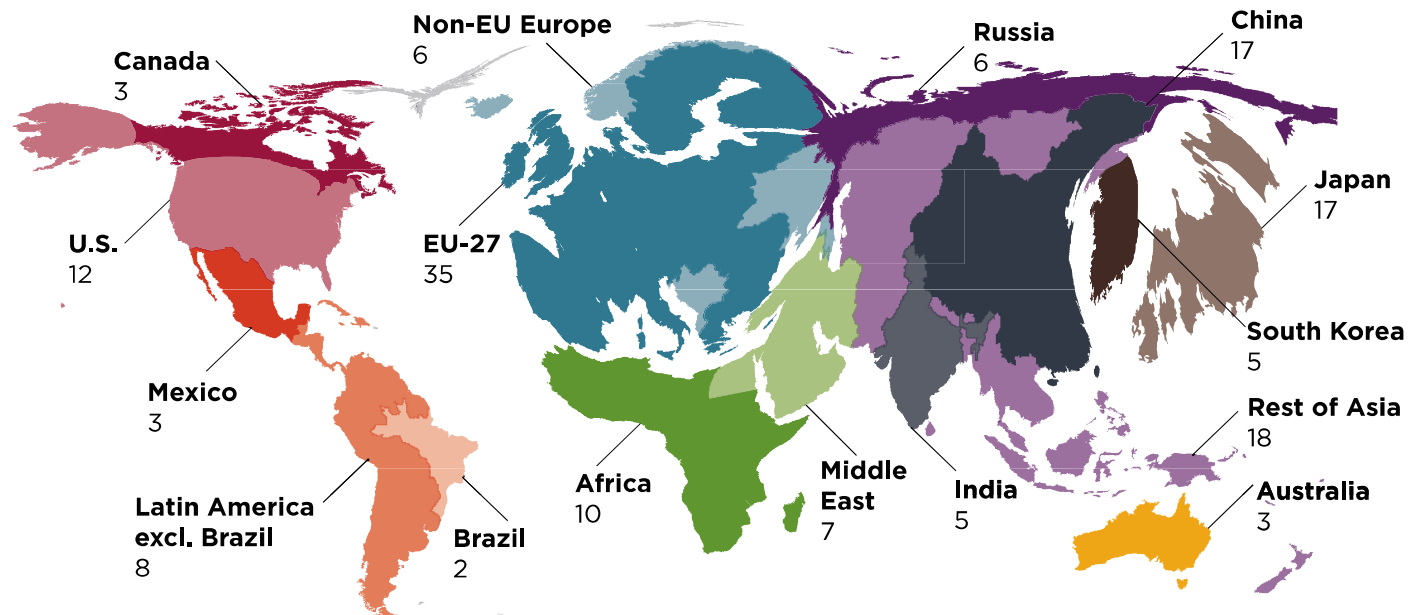 Non-EU Europe
6
Canada
3
Russia
6
China
17
Japan
17
U.S.
12
EU-27
35
South Korea
5
Mexico
3
Rest of Asia
18
Africa
10
Middle
East
7
India
5
Australia
3
Latin America
excl. Brazil
8
Brazil
2